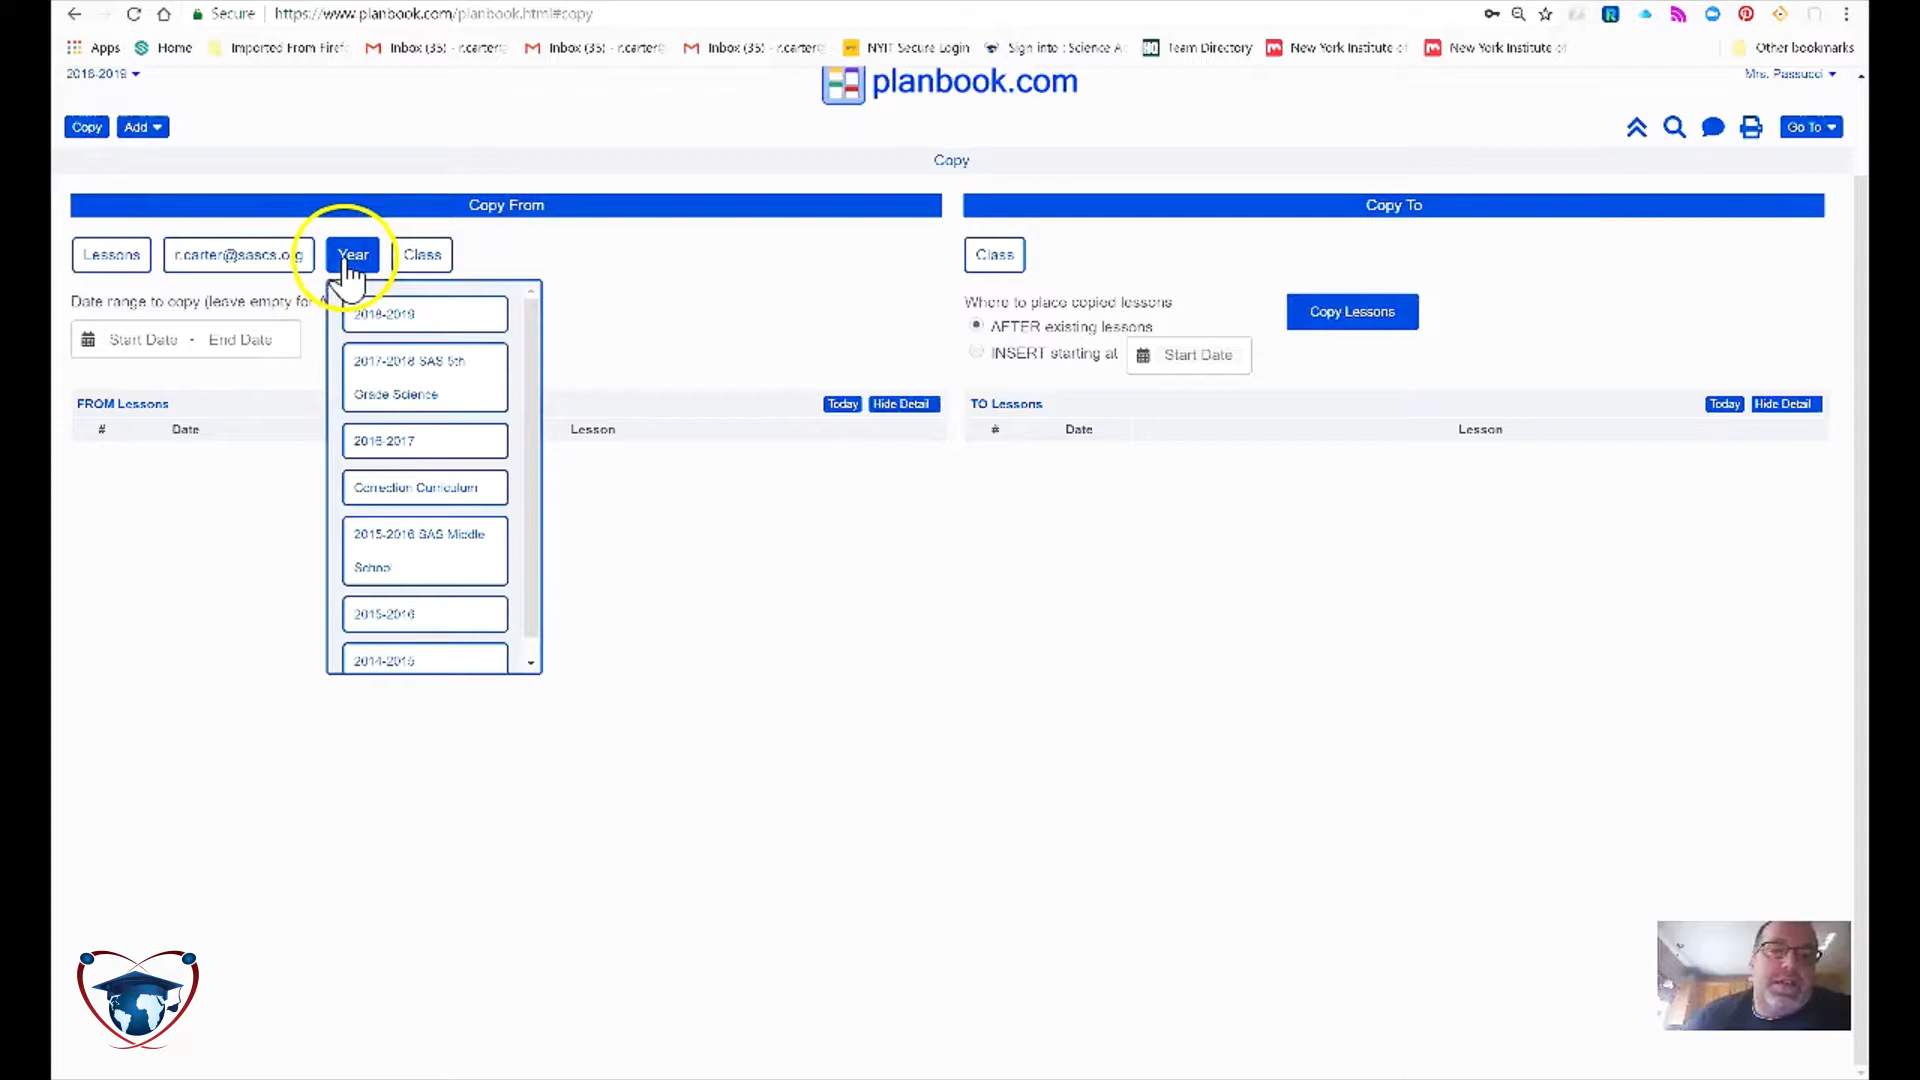 Secure https://www.planbook.com/planbook.html#copy
Apps Home Imported From Firef Inbox (35) - r.carter@ Inbox (35) - r.carter@ Inbox (35) - r.carter@ NYIT Secure Login Sign into : Science A Team Directory New York Institute of New York Institute of Other bookmarks
2018-2019 planbook.com Mrs. Passucci
Copy Add Go To
Copy
Copy From Copy To
Lessons r.carter@sascs.org Year Class Class
Date range to copy (leave empty for Where to place copied lessons
Start Date - End Date AFTER existing lessons Copy Lessons
INSERT starting at Start Date
2018-2019
2017-2018 SAS 5th
Grade Science
2016-2017
Correction Curriculum
2015-2016 SAS Middle
School
2015-2016
2014-2015
FROM Lessons Today Hide Detail TO Lessons Today Hide Detail
# Date Lesson # Date Lesson